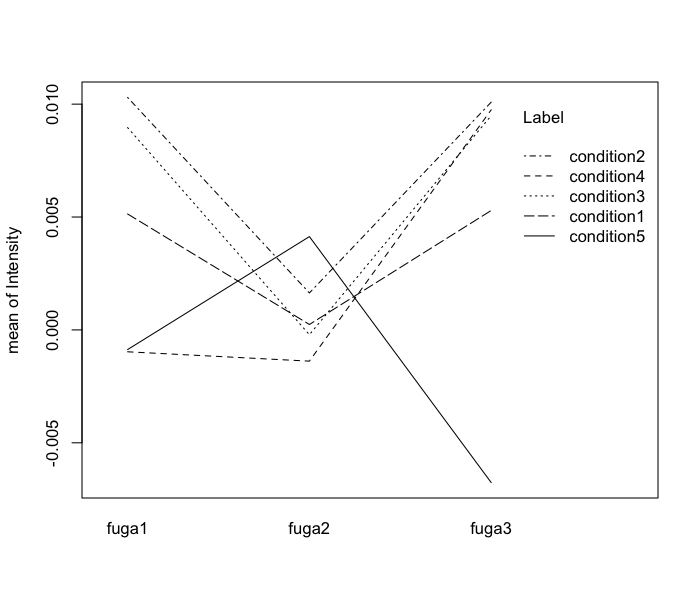 0.010
0.005
0.000
-0.005
mean of Intensity
fuga1
fuga2
fuga3
Label
condition2
condition4
condition3
condition1
condition5